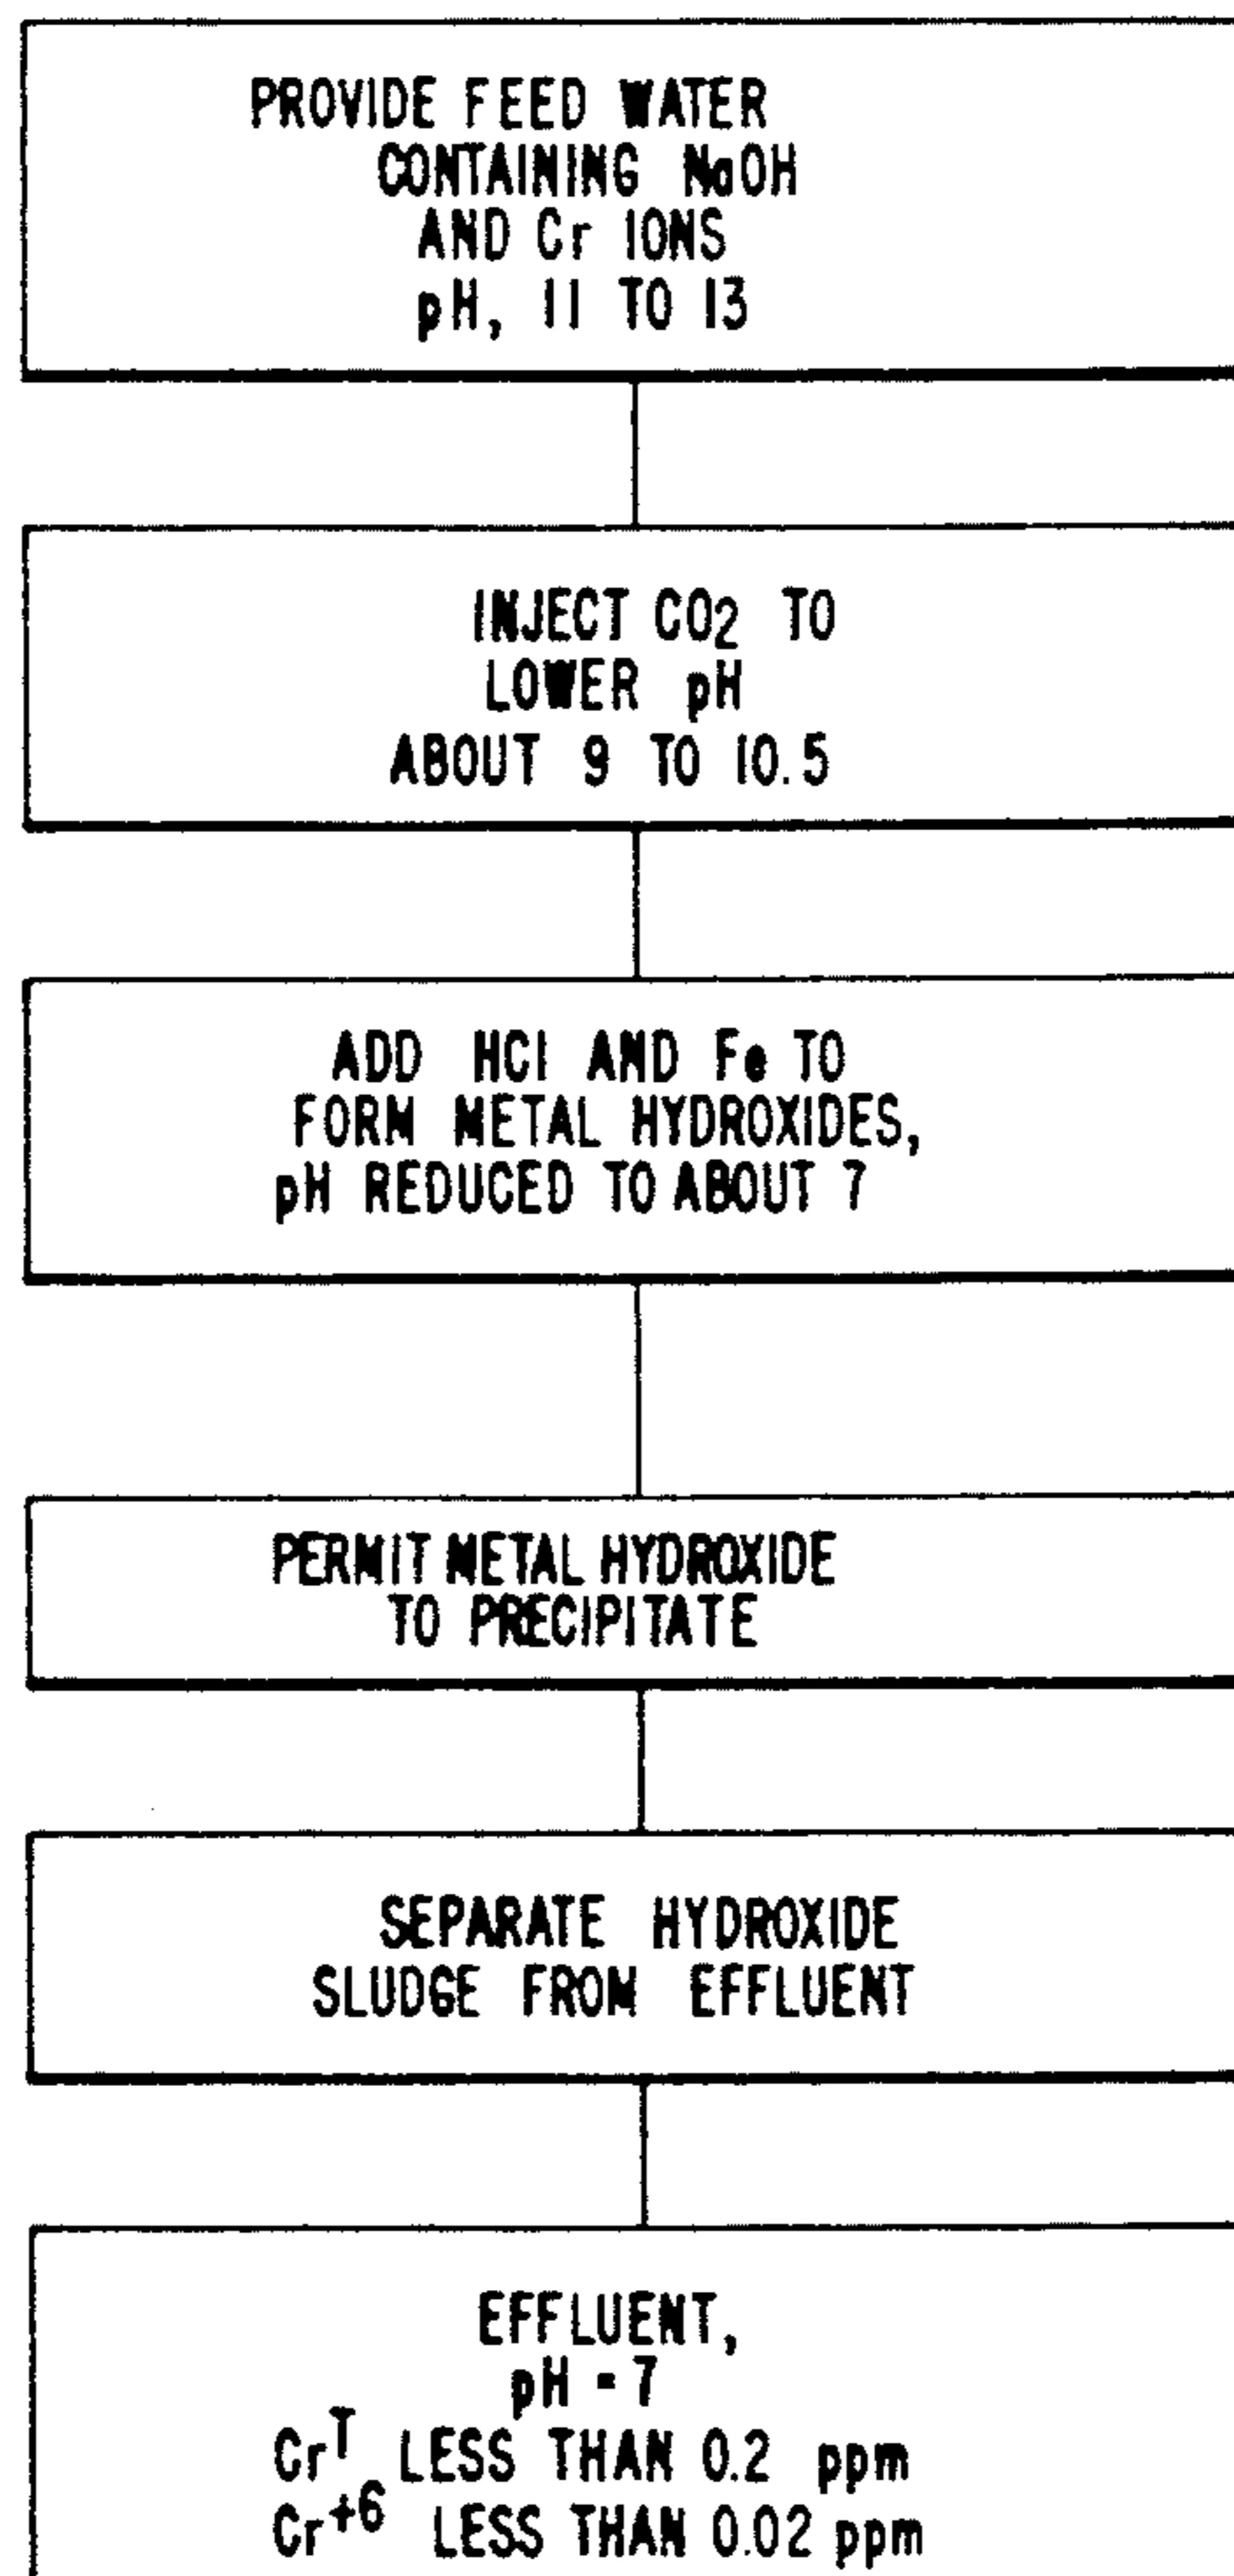 PROVIDE FEED WATER
CONTAINING NaOH
AND Cr IONS
pH, 11 TO 13
INJECT CO2 TO
LOWER pH
ABOUT 9 TO 10.5
ADD HCl AND Fe TO
FORM METAL HYDROXIDES,
pH REDUCED TO ABOUT 7
PERMIT METAL HYDROXIDE
TO PRECIPITATE
SEPARATE HYDROXIDE
SLUDGE FROM EFFLUENT
EFFLUENT,
pH = 7
Cr^T LESS THAN 0.2 ppm
Cr^+6 LESS THAN 0.02 ppm